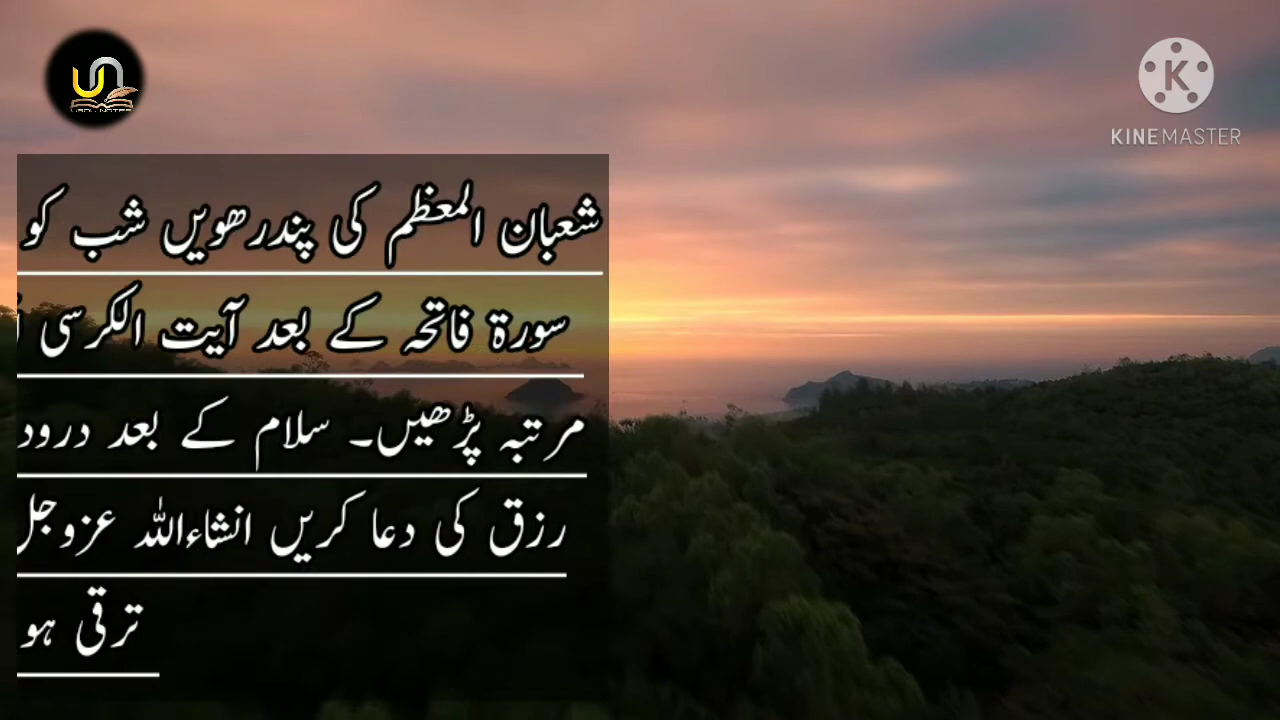 KINEMASTER
شعبان المعظم کی پندرھویں شب کو
سورۃ فاتحہ کے بعد آیت الکرسی
مرتبہ پڑھیں۔ سلام کے بعد درود
رزق کی دعا کریں انشاءاللہ عزوجل
ترقی ہو